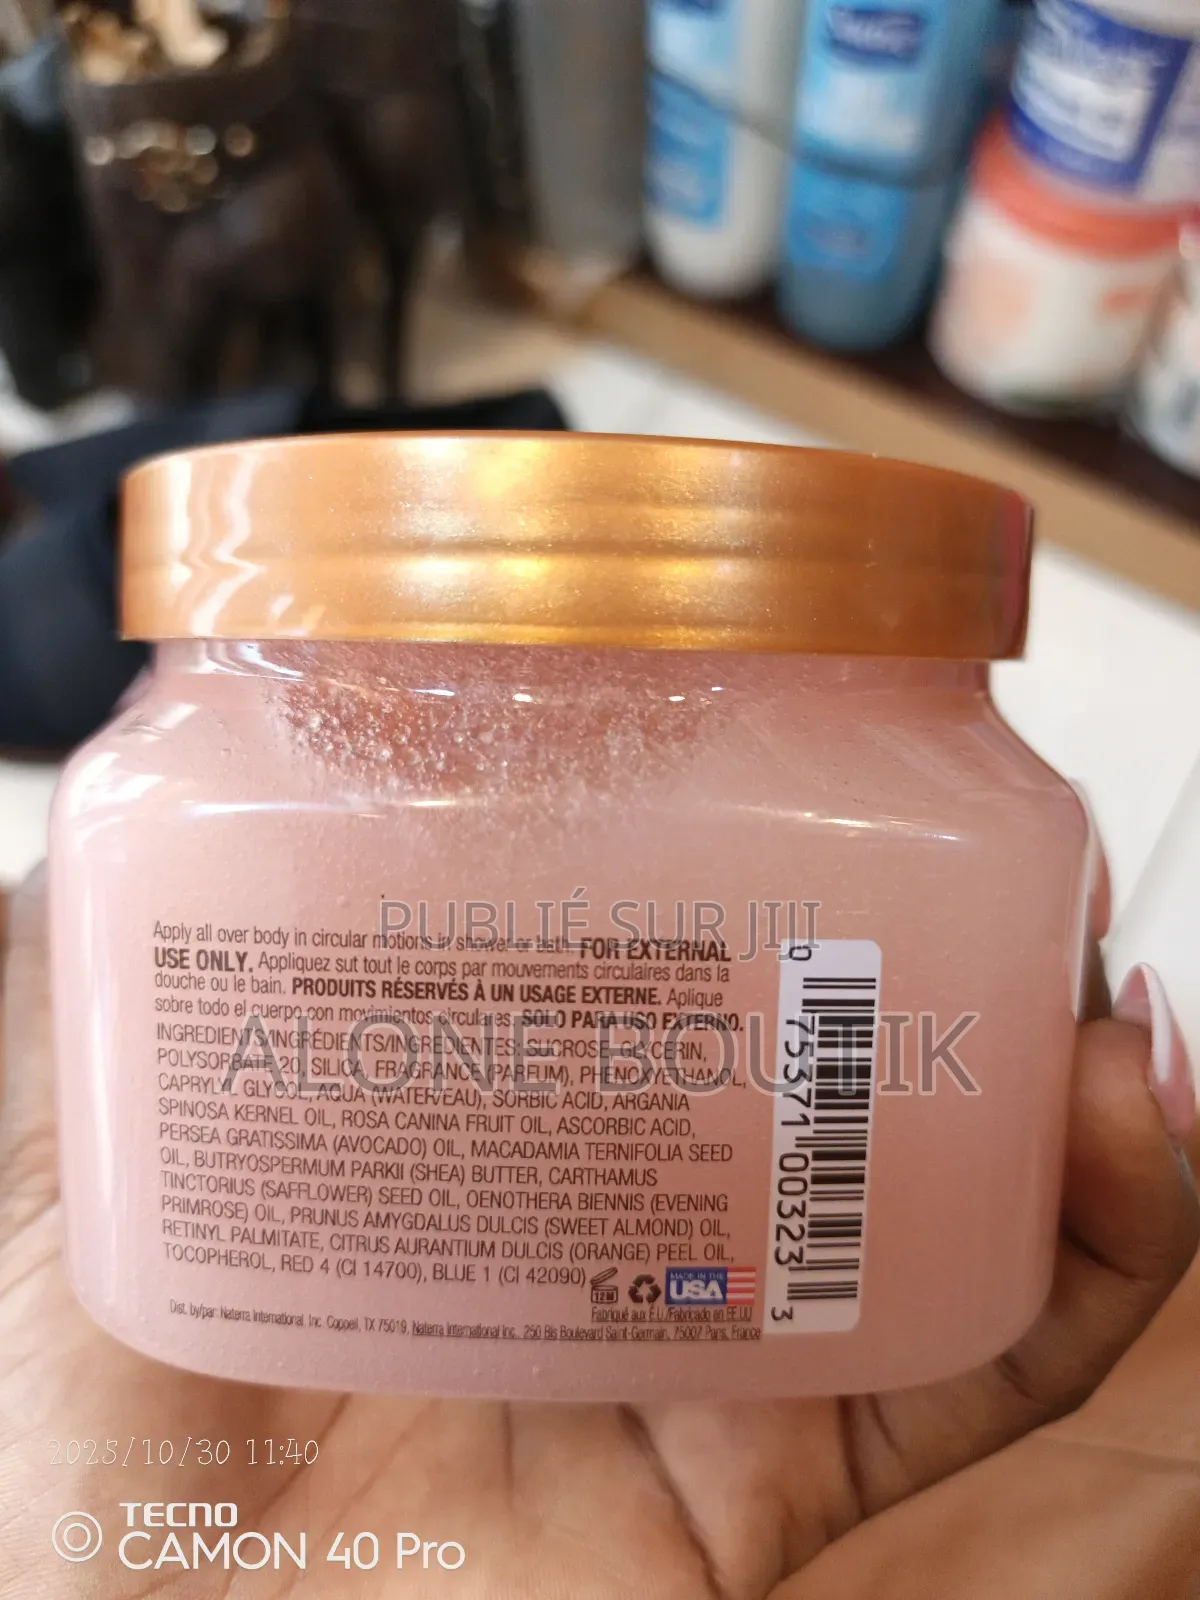 Apply all over body in circular motions in shower or bath. FOR EXTERNAL
USE ONLY. Appliquez sut tout le corps par mouvements circulaires dans la
douche ou le bain. PRODUITS RÉSERVÉS À UN USAGE EXTERNE. Aplique
sobre todo el cuerpo con movimientos circulares. SOLO PARA USO EXTERNO.
INGREDIENTS/INGRÉDIENTS/INGREDIENTES: SUCROSE, GLYCERIN,
POLYSORBATE 20, SILICA, FRAGRANCE (PARFUM), PHENOXYETHANOL,
CAPRYLYL GLYCOL, AQUA (WATER/EAU), SORBIC ACID, ARGANIA
SPINOSA KERNEL OIL, ROSA CANINA FRUIT OIL, ASCORBIC ACID,
PERSEA GRATISSIMA (AVOCADO) OIL, MACADAMIA TERNIFOLIA SEED
OIL, BUTRYOSPERMUM PARKII (SHEA) BUTTER, CARTHAMUS
TINCTORIUS (SAFFLOWER) SEED OIL, OENOTHERA BIENNIS (EVENING
PRIMROSE) OIL, PRUNUS AMYGDALUS DULCIS (SWEET ALMOND) OIL,
RETINYL PALMITATE, CITRUS AURANTIUM DULCIS (ORANGE) PEEL OIL,
TOCOPHEROL, RED 4 (CI 14700), BLUE 1 (CI 42090)
12M
MADE IN THE
USA
Fabriqué aux É.U./Fabricado en EE.UU
Dist. by/par: Naterra International, Inc. Coppell, TX 75019, Naterra International Inc., 250 Bis Boulevard Saint-Germain, 75007 Paris, France
0 75371 00323 3
PUBLIÉ SUR JIJI
ALONE BOUTIK
2025/10/30 11:40
TECNO
CAMON 40 Pro